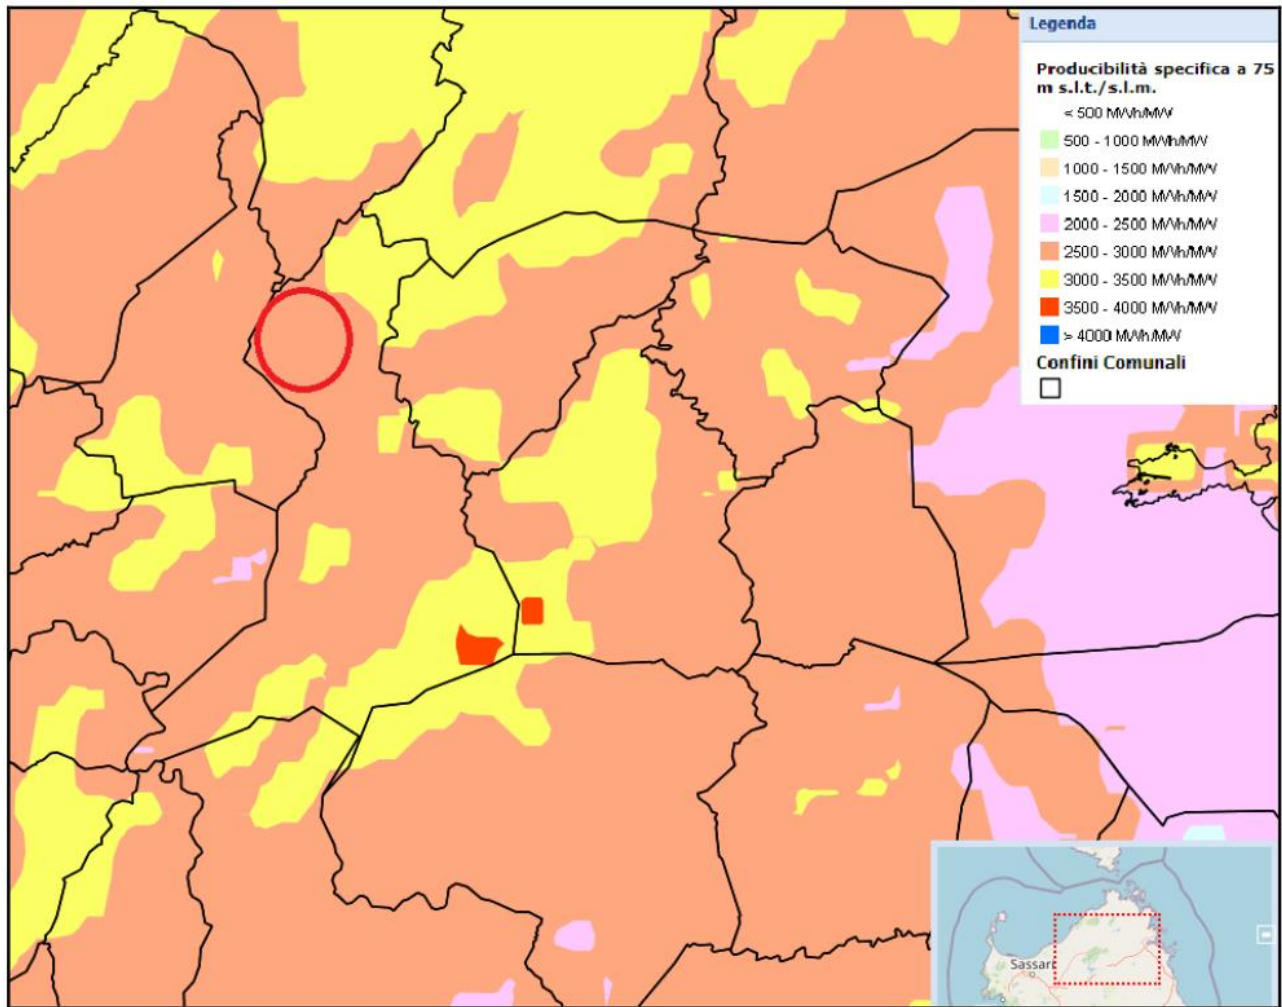 Legenda
Producibilità specifica a 75
m s.l.t./s.l.m.
< 500 MWh/MW
500 - 1000 MWh/MW
1000 - 1500 MWh/MW
1500 - 2000 MWh/MW
2000 - 2500 MWh/MW
2500 - 3000 MWh/MW
3000 - 3500 MWh/MW
3500 - 4000 MWh/MW
> 4000 MWh/MW
Confini Comunali
Sassari